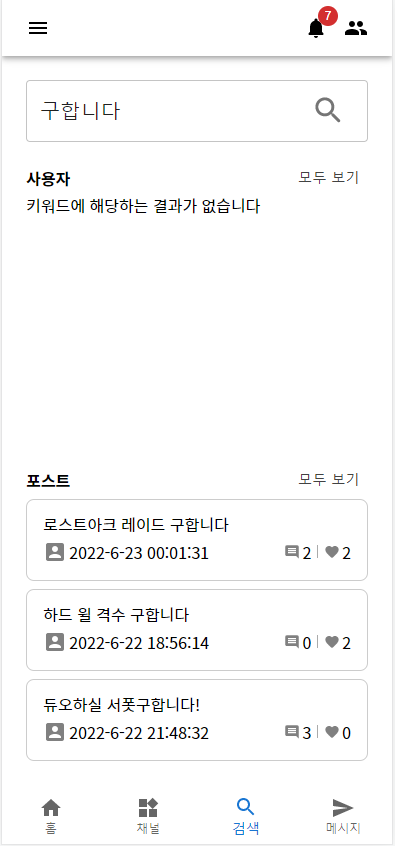 7
구합니다
사용자 모두 보기
키워드에 해당하는 결과가 없습니다
포스트 모두 보기
로스트아크 레이드 구합니다
2022-6-23 00:01:31 2 2
하드 윌 격수 구합니다
2022-6-22 18:56:14 0 2
듀오하실 서폿구합니다!
2022-6-22 21:48:32 3 0
홈 채널 검색 메시지